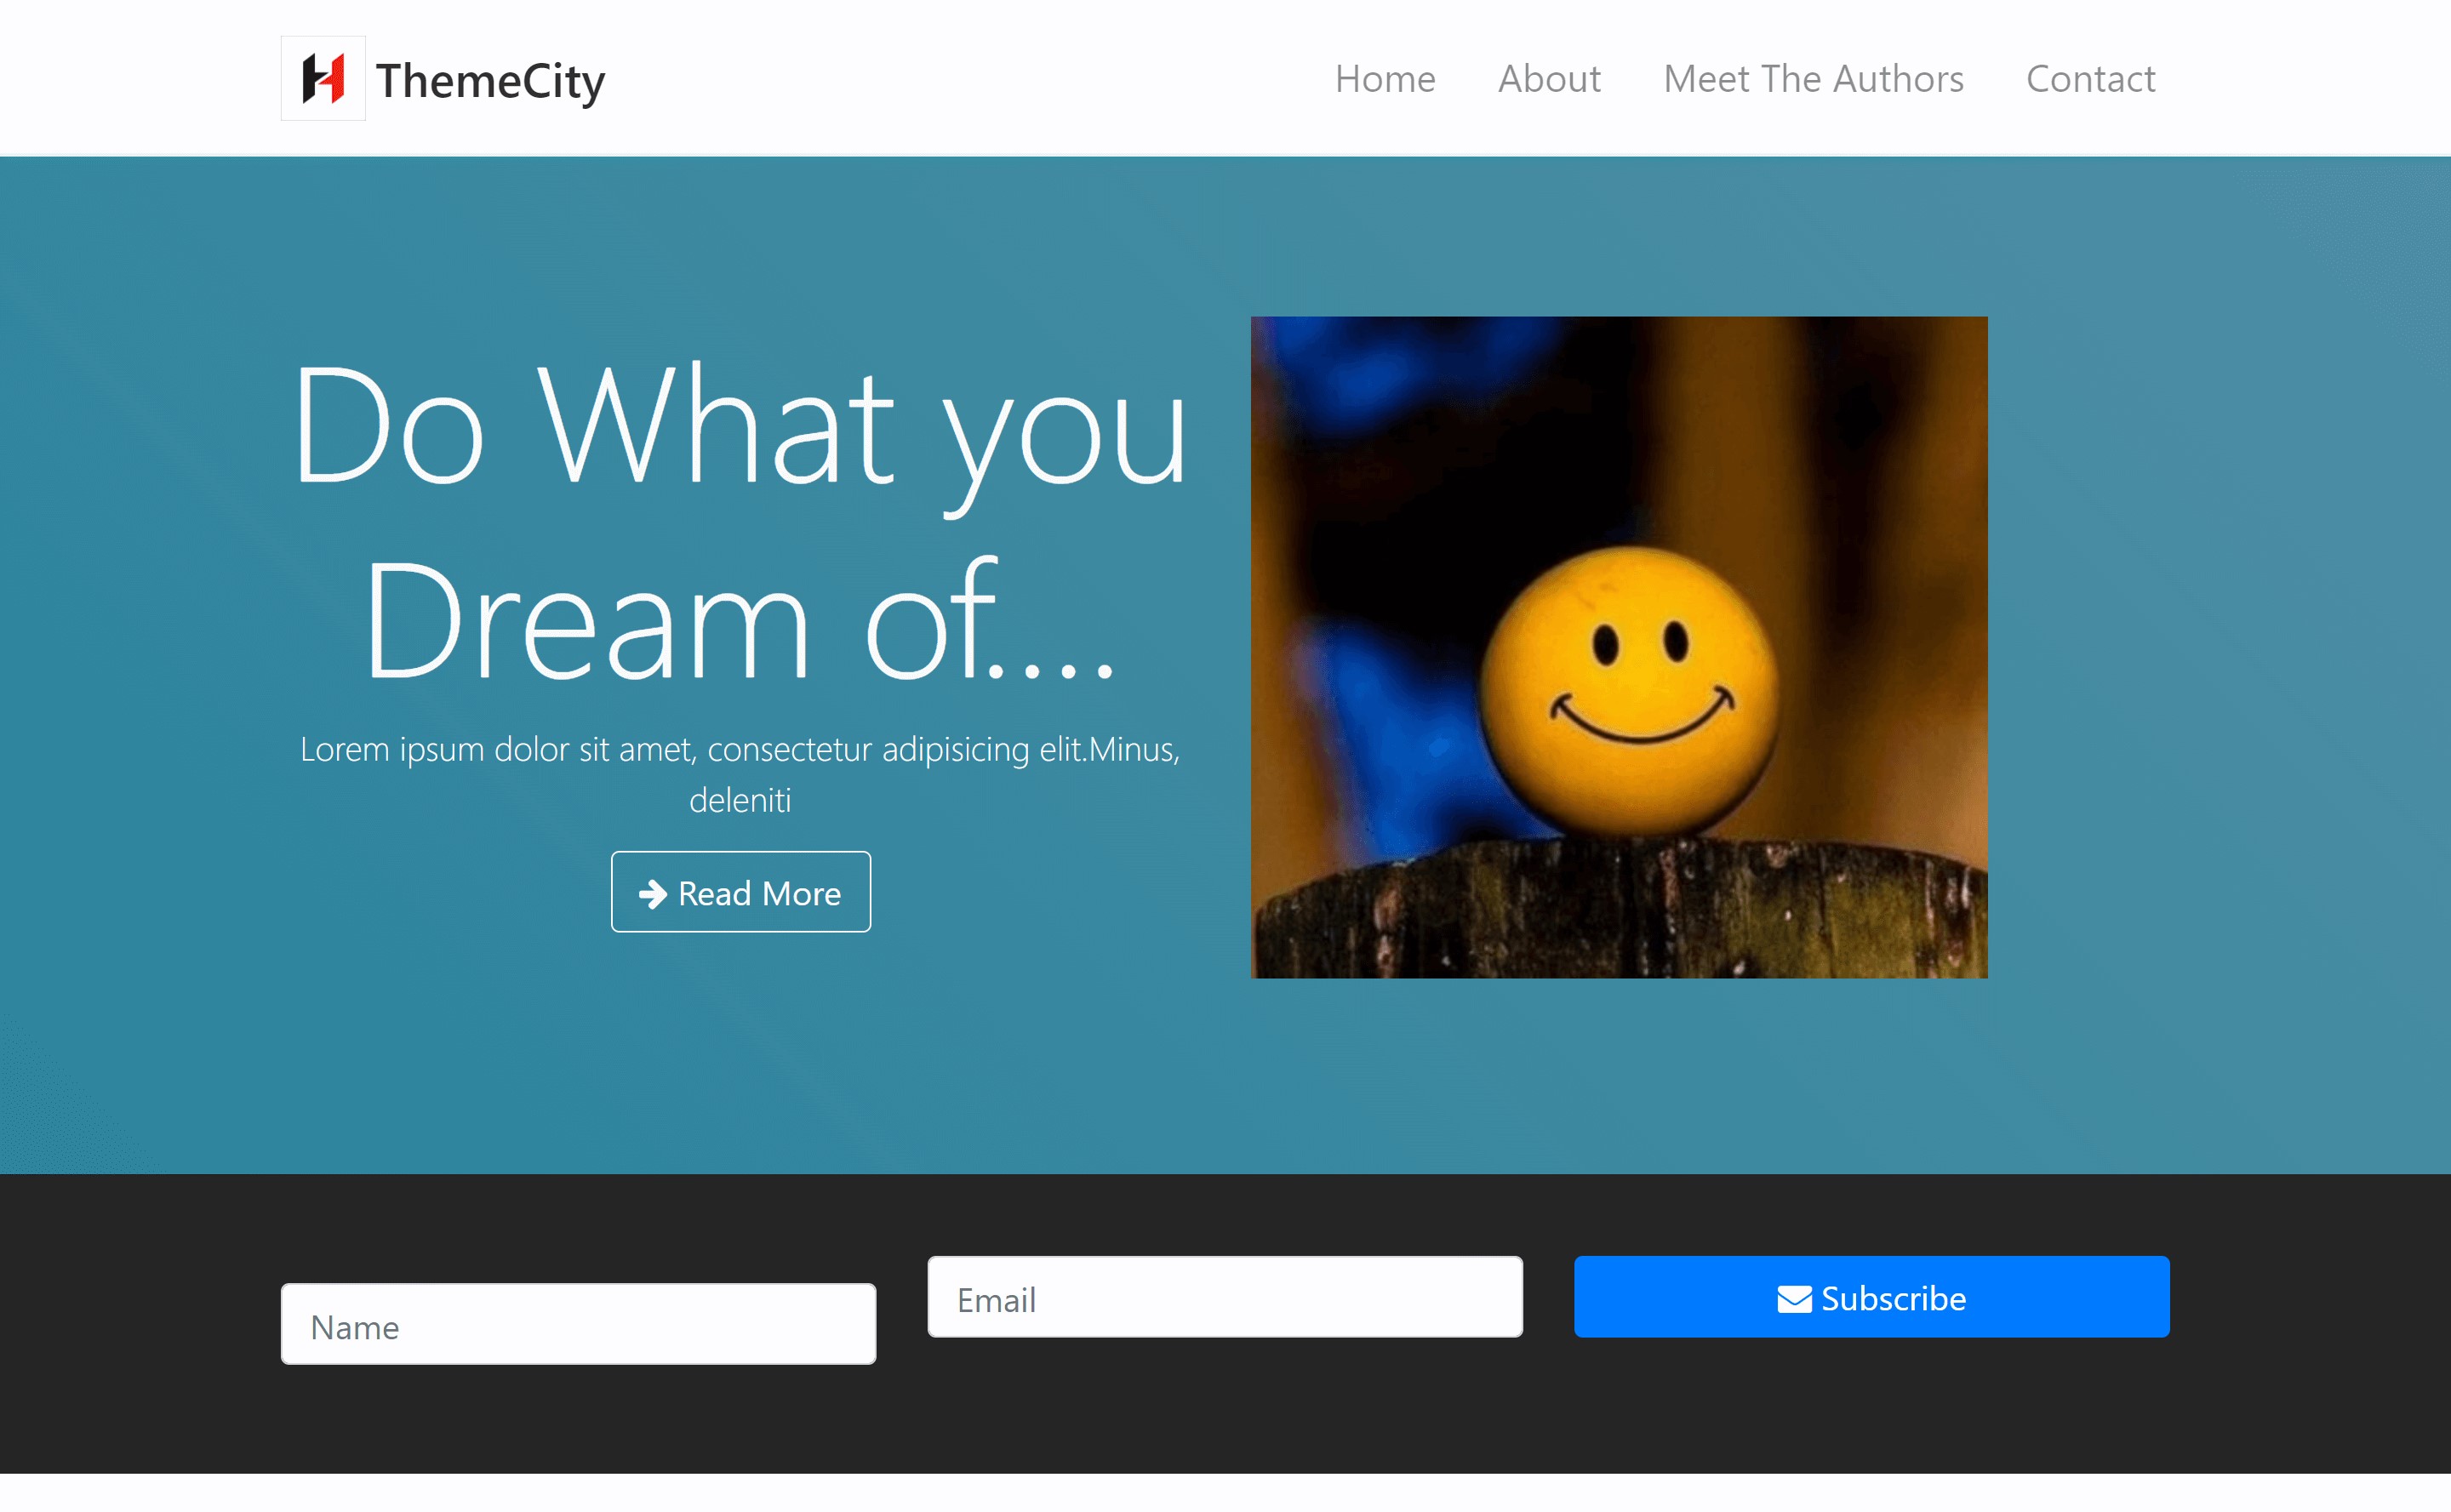 ThemeCity
Home
About
Meet The Authors
Contact
Do What you
Dream of....
Lorem ipsum dolor sit amet, consectetur adipisicing elit.Minus,
deleniti
Read More
Name
Email
Subscribe